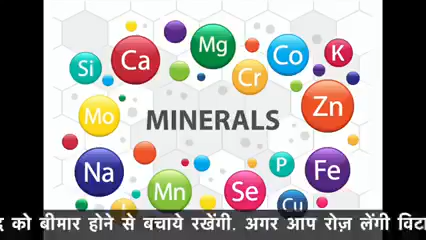 Mg
Co
K
Si
Ca
Cr
Zn
Mo
MINERALS
P
Fe
Na
Mn
Se
Cu
को बीमार होने से बचाये रखेंगी. अगर आप रोज़ लेंगी